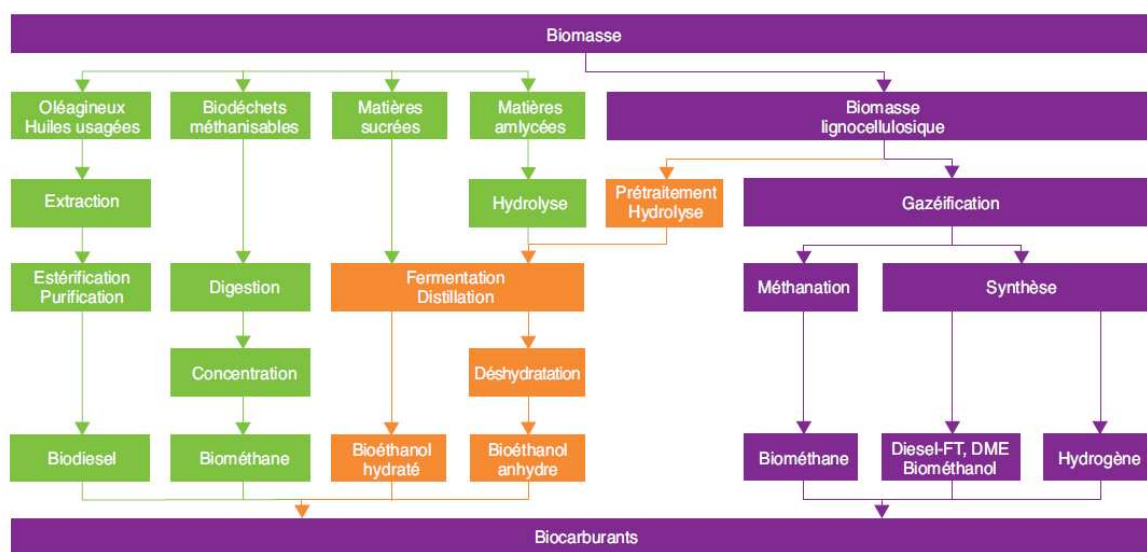 Biomasse
Oléagineux
Huiles usagées
Biodéchets
méthanisables
Matières
sucrées
Matières
amlycées
Biomasse
lignocellulosique
Extraction
Hydrolyse
Prétraitement
Hydrolyse
Gazéification
Estérification
Purification
Digestion
Fermentation
Distillation
Méthanation
Synthèse
Concentration
Déshydratation
Biodiesel
Biométhane
Bioéthanol
hydraté
Bioéthanol
anhydre
Biométhane
Diesel-FT, DME
Biométhanol
Hydrogène
Biocarburants